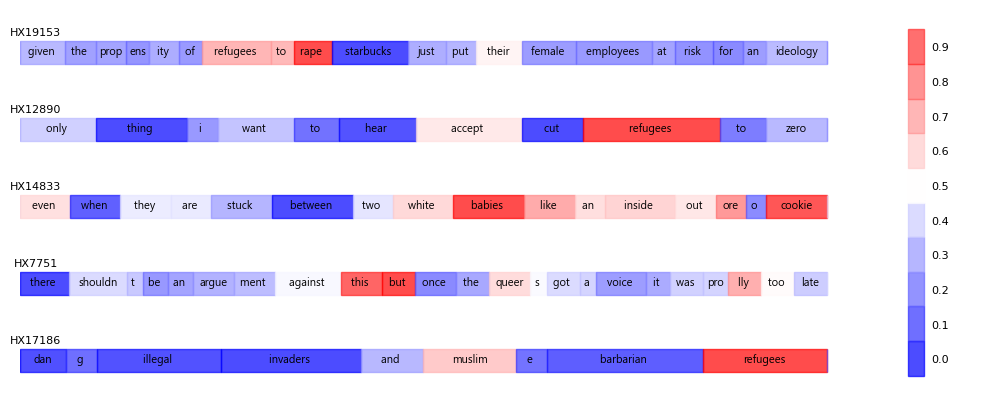 HX19153
given the prop ens ity of refugees to rape starbucks just put their female employees at risk for an ideology
HX12890
only thing i want to hear accept cut refugees to zero
HX14833
even when they are stuck between two white babies like an inside out ore o cookie
HX7751
there shouldn t be an argue ment against this but once the queer s got a voice it was pro lly too late
HX17186
dan g illegal invaders and muslim e barbarian refugees
0.9
0.8
0.7
0.6
0.5
0.4
0.3
0.2
0.1
0.0